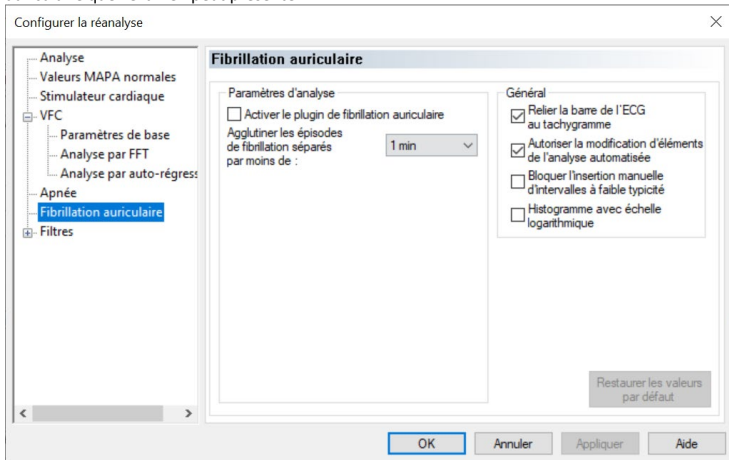 Configurer la réanalyse
Analyse
Valeurs MAPA normales
Stimulateur cardiaque
VFC
Paramètres de base
Analyse par FFT
Analyse par auto-régress
Apnée
Fibrillation auriculaire
Filtres
Fibrillation auriculaire
Paramètres d'analyse
Activer le plugin de fibrillation auriculaire
Agglutiner les épisodes
de fibrillation séparés
par moins de :
1 min
Général
Relier la barre de l'ECG
au tachygramme
Autoriser la modification d'éléments
de l'analyse automatisée
Bloquer l'insertion manuelle
d'intervalles à faible typicité
Histogramme avec échelle
logarithmique
Restaurer les valeurs
par défaut
OK
Annuler
Appliquer
Aide